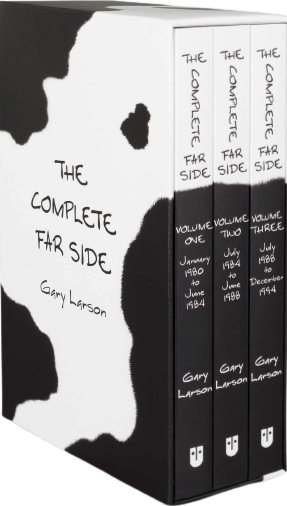 THE
COMPLETE
FAR SIDE
Gary Larson
THE
COMPLETE
FAR
SIDE
VOLUME
ONE
January
1980
to
June
1984
Gary
Larson
THE
COMPLETE
FAR
SIDE
VOLUME
TWO
July
1984
to
June
1988
Gary
Larson
THE
COMPLETE
FAR
SIDE
VOLUME
THREE
July
1988
to
December
1994
Gary
Larson